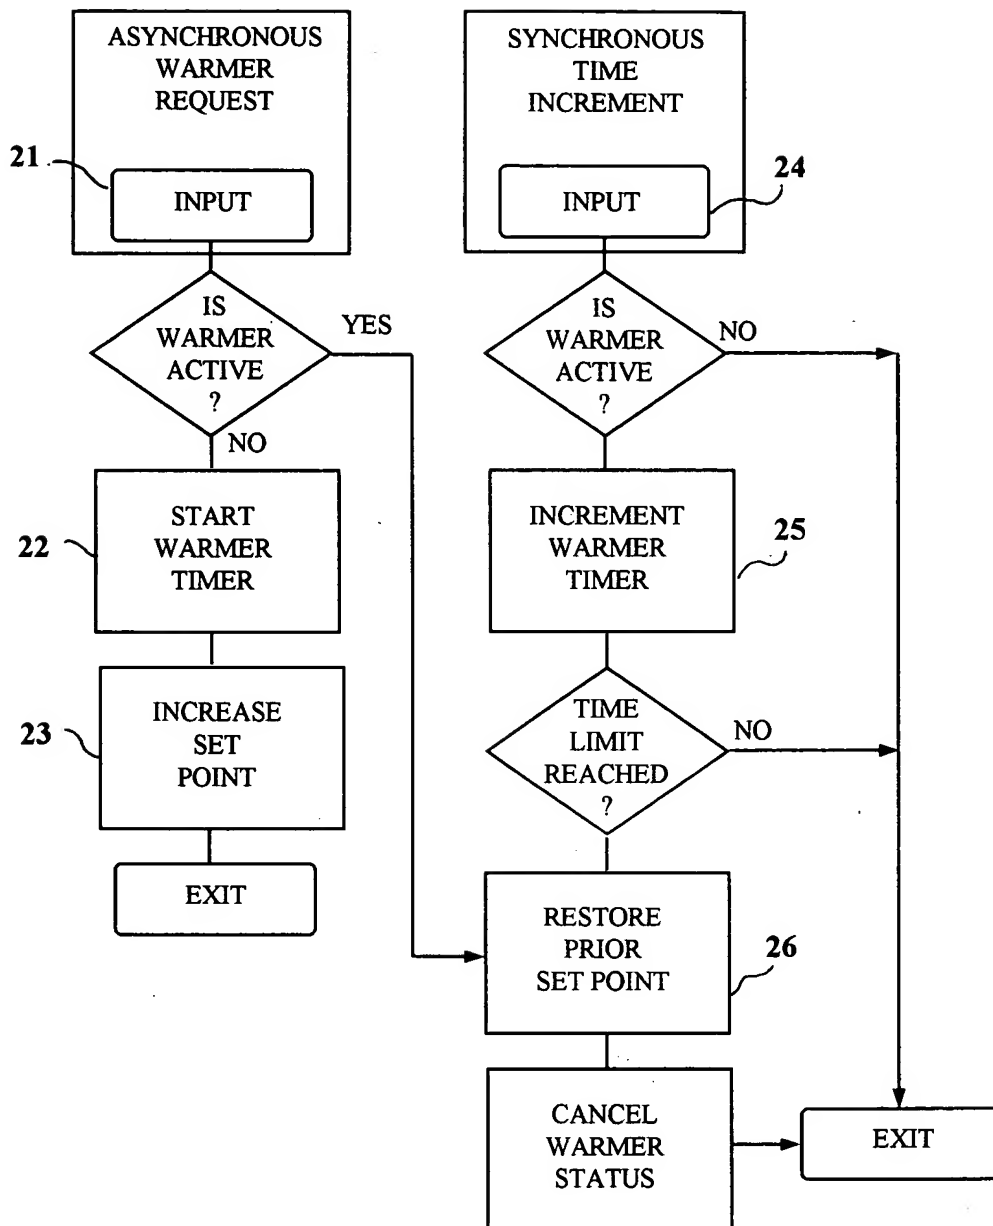 ASYNCHRONOUS
WARMER
REQUEST
21
INPUT
IS
WARMER
ACTIVE
?
YES
NO
22
START
WARMER
TIMER
23
INCREASE
SET
POINT
EXIT
SYNCHRONOUS
TIME
INCREMENT
24
INPUT
IS
WARMER
ACTIVE
?
NO
INCREMENT
WARMER
TIMER
25
TIME
LIMIT
REACHED
?
NO
RESTORE
PRIOR
SET POINT
26
CANCEL
WARMER
STATUS
EXIT